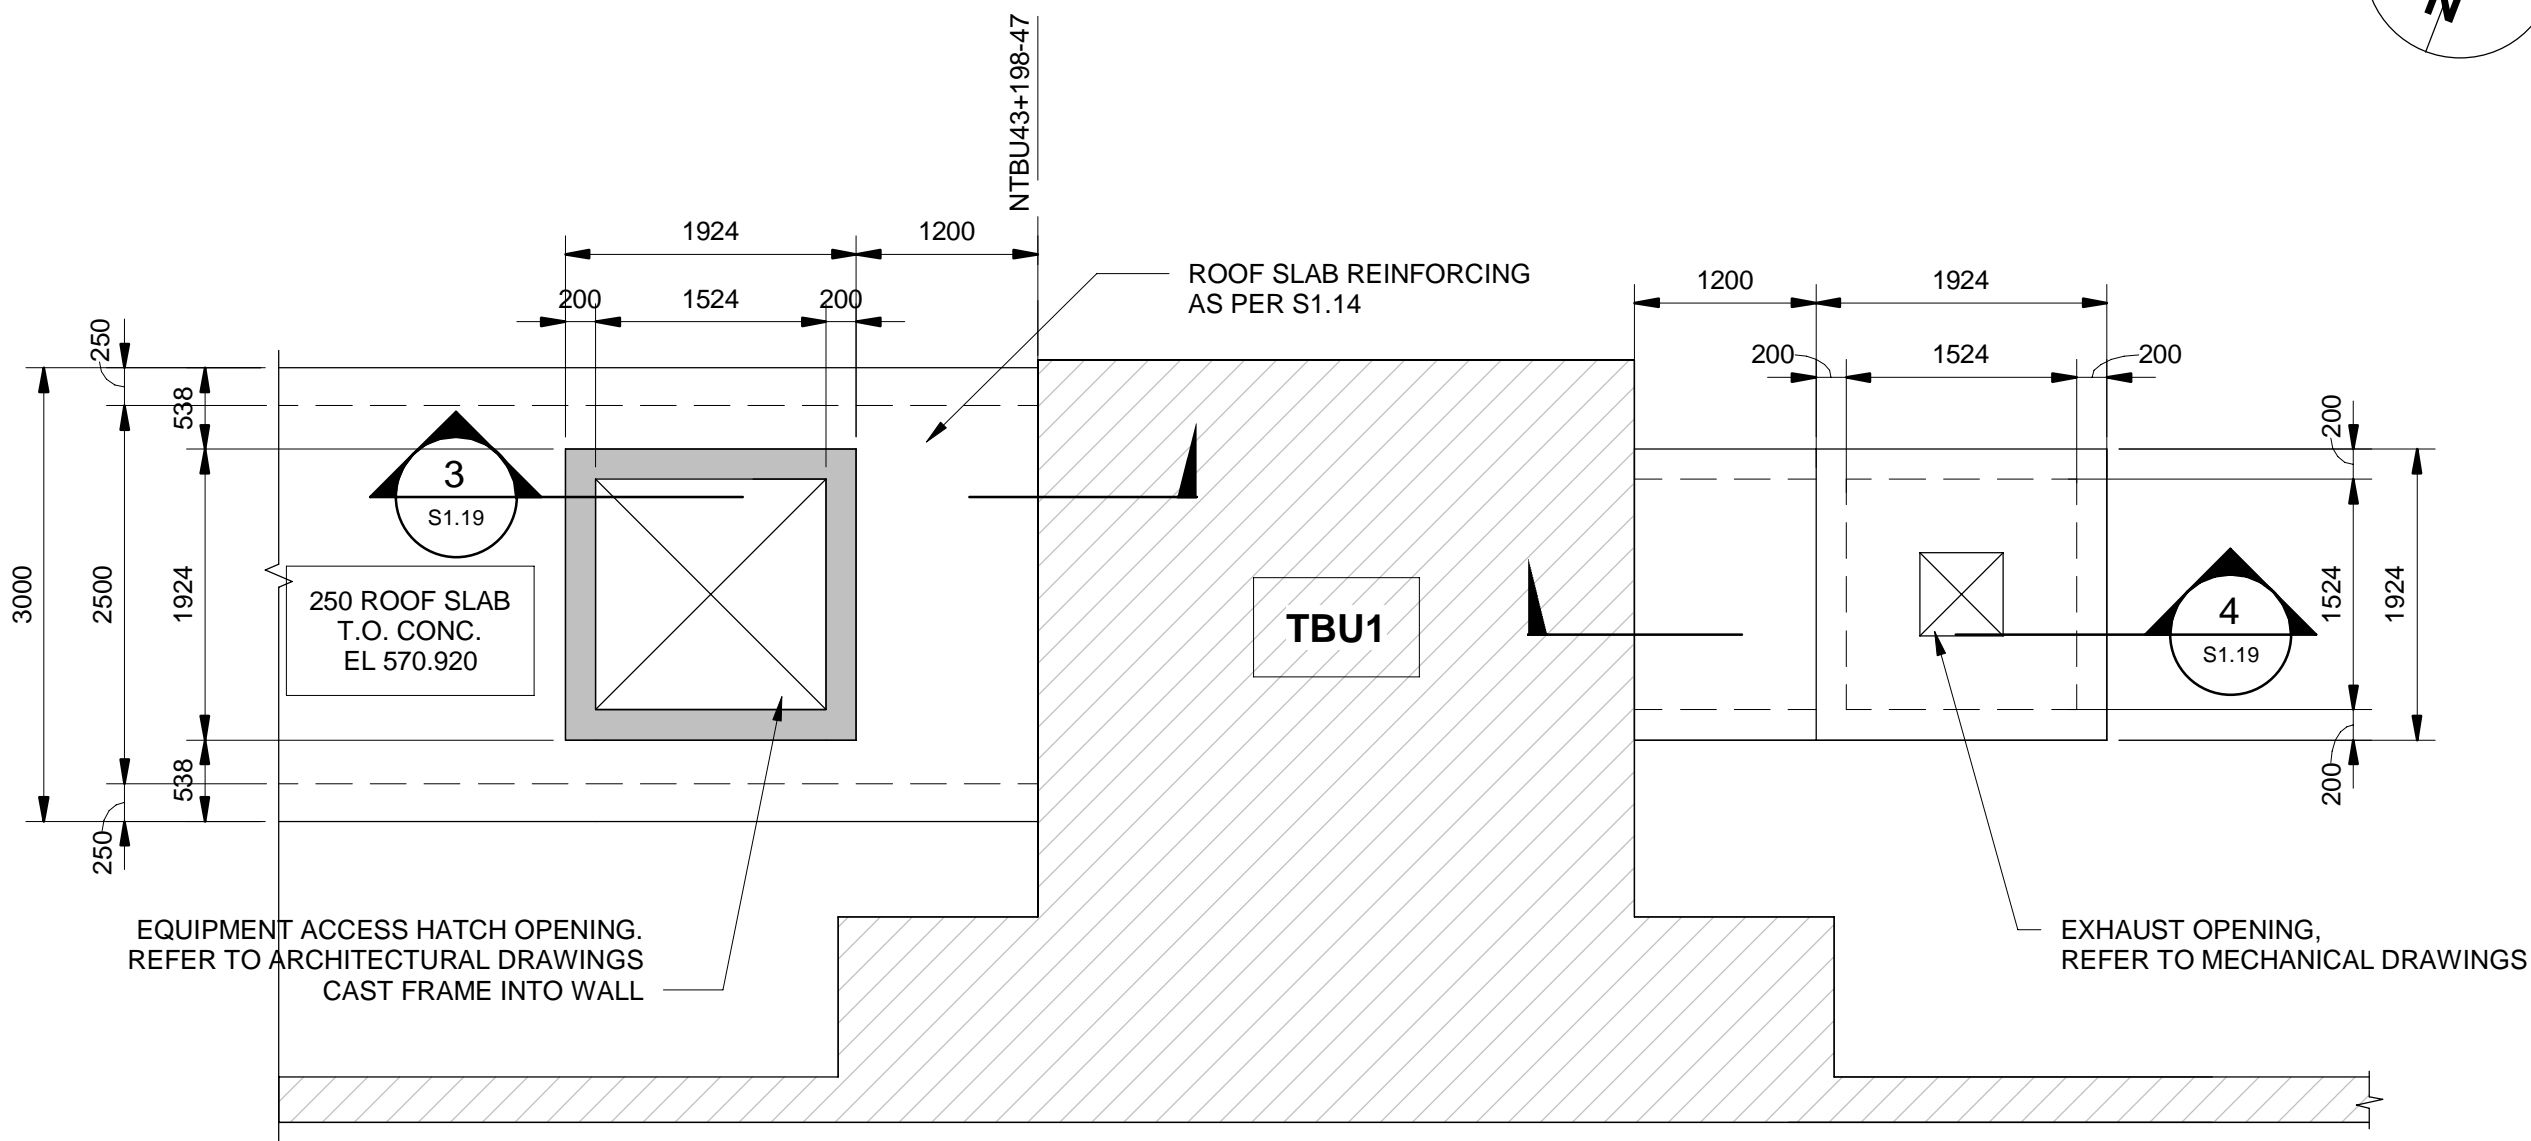 N
NTBU43+198-47
1924
1200
200
1524
200
ROOF SLAB REINFORCING
AS PER S1.14
1200
1924
200
1524
200
250
538
3000
2500
1924
538
250
3
S1.19
250 ROOF SLAB
T.O. CONC.
EL 570.920
TBU1
200
1524
1924
200
4
S1.19
EQUIPMENT ACCESS HATCH OPENING.
REFER TO ARCHITECTURAL DRAWINGS
CAST FRAME INTO WALL
EXHAUST OPENING,
REFER TO MECHANICAL DRAWINGS